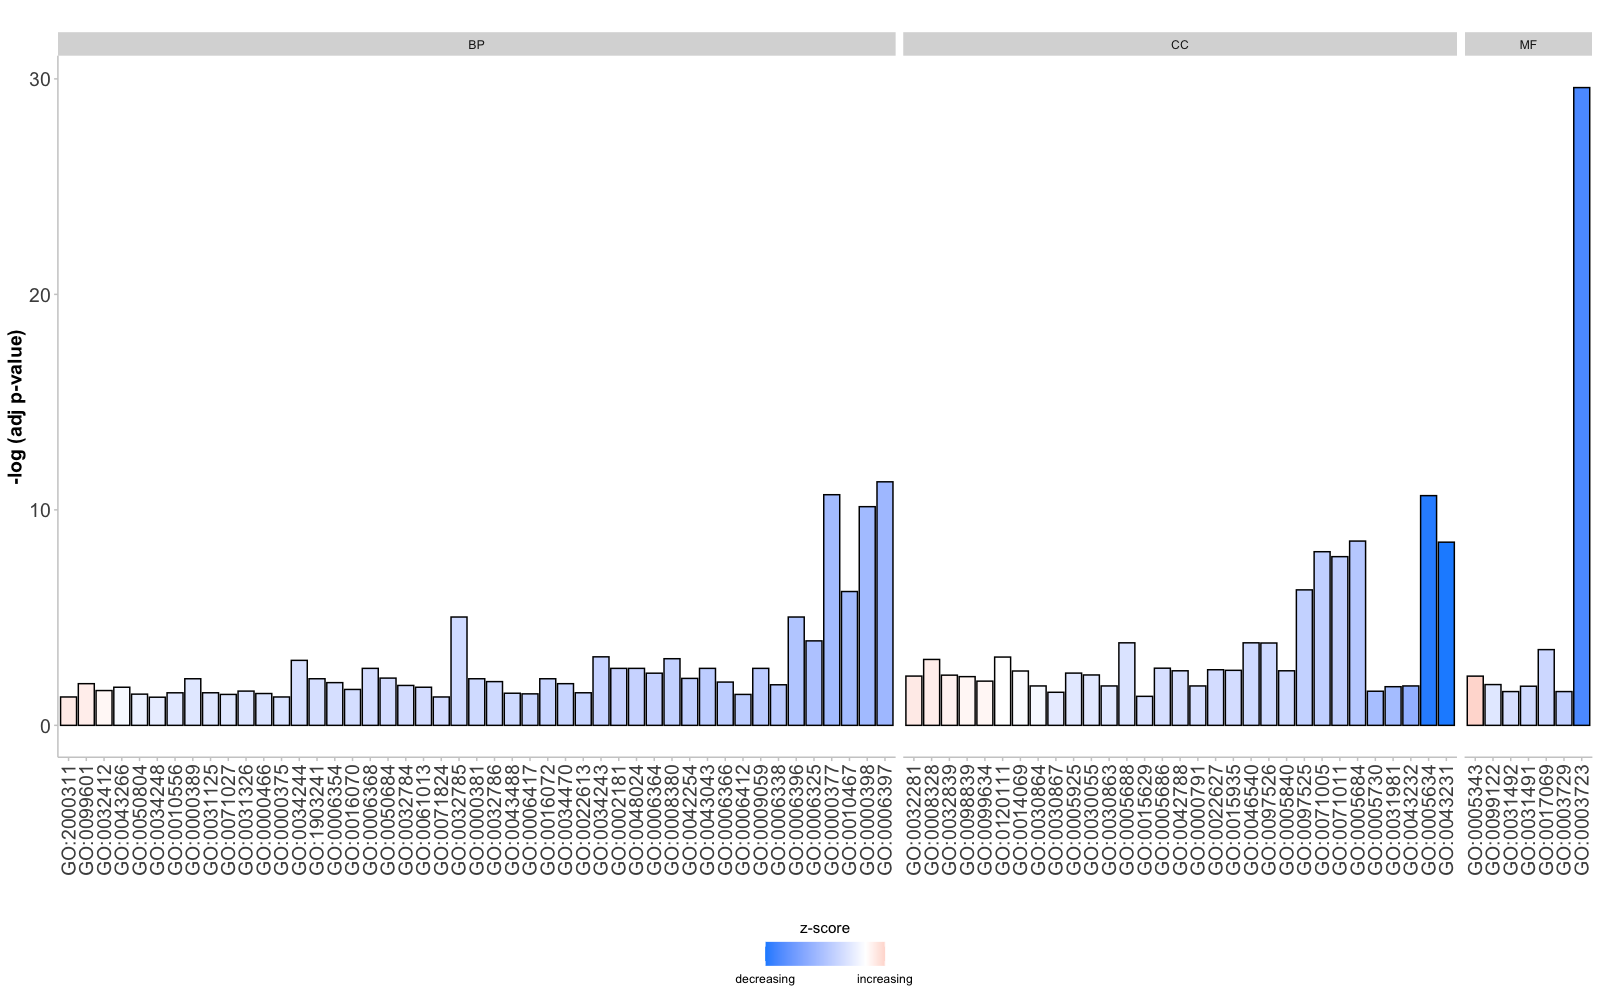 BP CC MF
30
20
10
0
-log (adj p-value)
GO:2000311
GO:0099601
GO:0032412
GO:0043266
GO:0050804
GO:0034248
GO:0010556
GO:0000389
GO:0031125
GO:0071027
GO:0031326
GO:0000466
GO:0000375
GO:0034244
GO:1903241
GO:0006354
GO:0016070
GO:0006368
GO:0050684
GO:0032784
GO:0061013
GO:0071824
GO:0032785
GO:0000381
GO:0032786
GO:0043488
GO:0006417
GO:0016072
GO:0034470
GO:0022613
GO:0034243
GO:0002181
GO:0048024
GO:0006364
GO:0008380
GO:0042254
GO:0043043
GO:0006366
GO:0006412
GO:0009059
GO:0006338
GO:0006396
GO:0006325
GO:0000377
GO:0010467
GO:0000398
GO:0006397
GO:0032281
GO:0008328
GO:0032839
GO:0098839
GO:0099634
GO:0120111
GO:0014069
GO:0030864
GO:0030867
GO:0005925
GO:0030055
GO:0030863
GO:0005688
GO:0015629
GO:0005686
GO:0042788
GO:0000791
GO:0022627
GO:0015935
GO:0046540
GO:0097526
GO:0005840
GO:0097525
GO:0071005
GO:0071011
GO:0005684
GO:0005730
GO:0031981
GO:0043232
GO:0005634
GO:0043231
GO:0005343
GO:0099122
GO:0031492
GO:0031491
GO:0017069
GO:0003729
GO:0003723
z-score
decreasing increasing